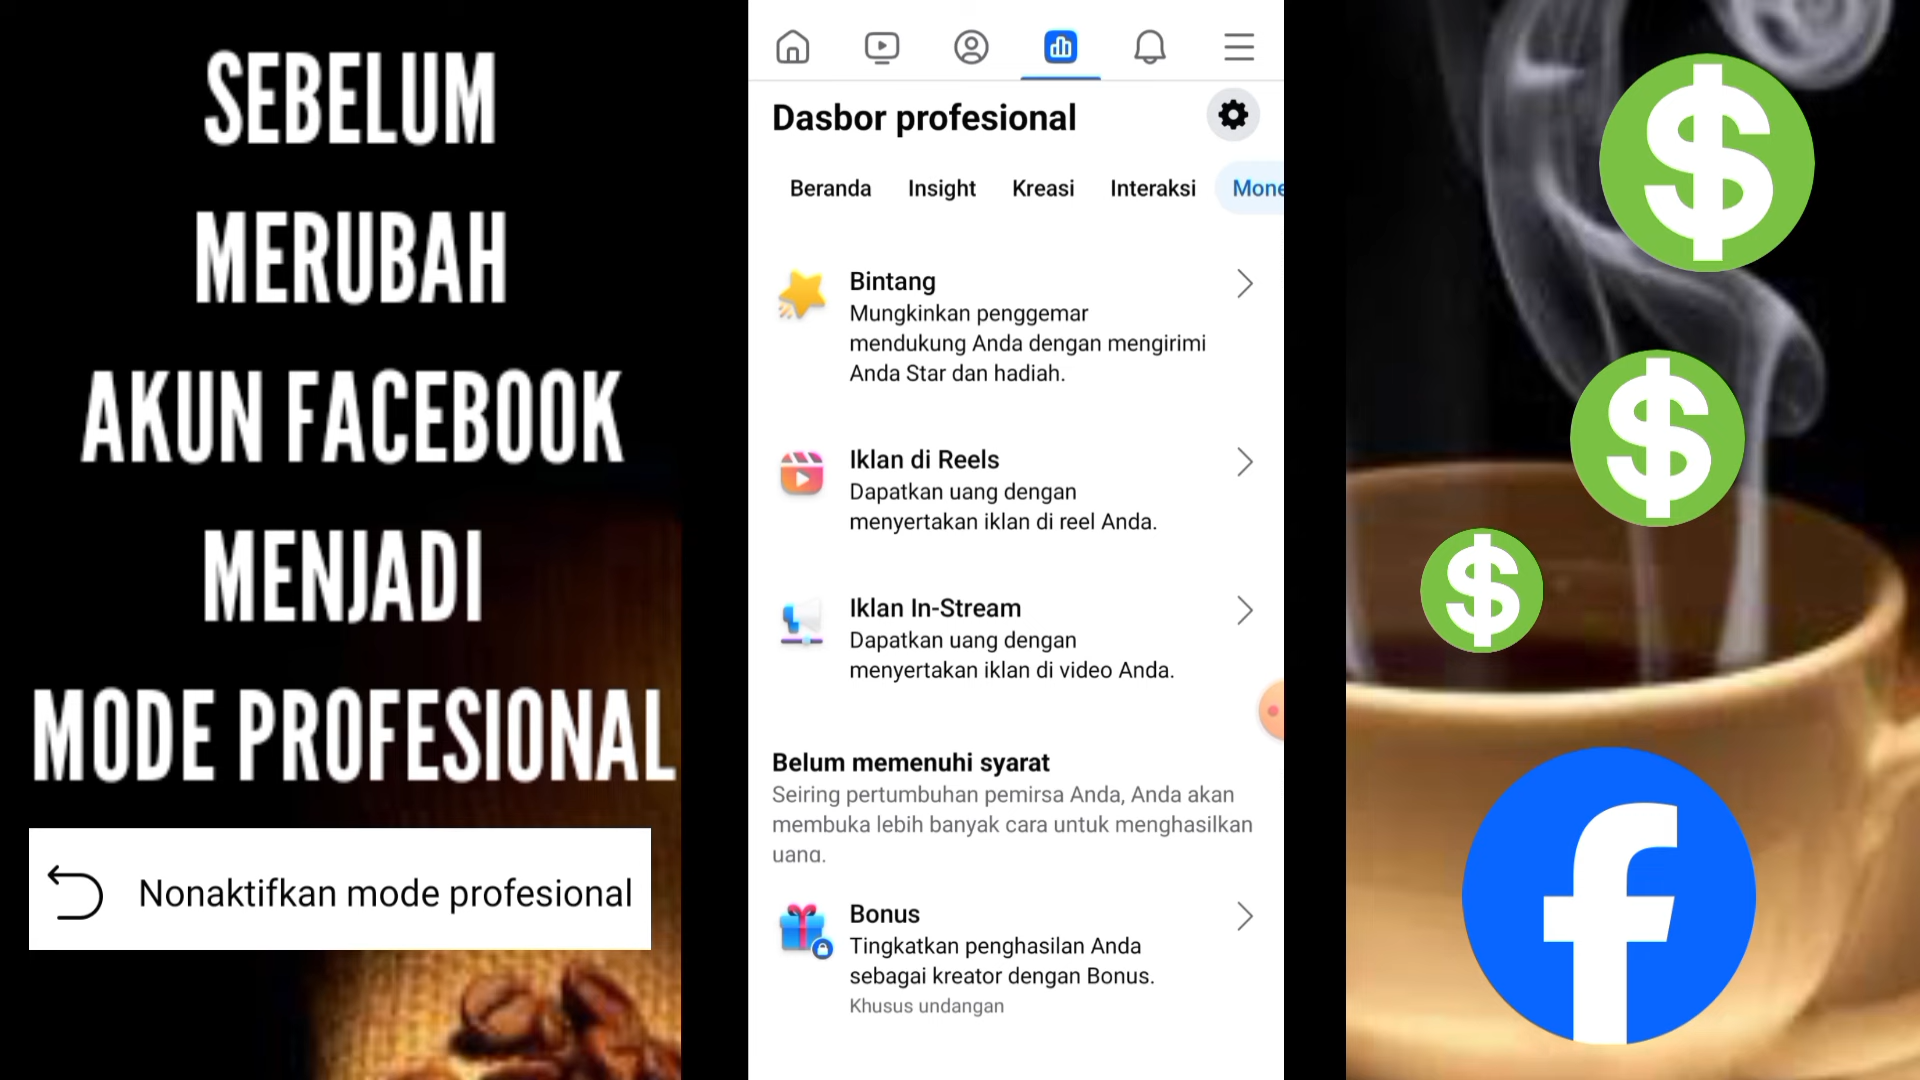 SEBELUM
MERUBAH
AKUN FACEBOOK
MENJADI
MODE PROFESIONAL
Nonaktifkan mode profesional
Dasbor profesional
Beranda Insight Kreasi Interaksi Mone
Bintang
Mungkinkan penggemar
mendukung Anda dengan mengirimi
Anda Star dan hadiah.
Iklan di Reels
Dapatkan uang dengan
menyertakan iklan di reel Anda.
Iklan In-Stream
Dapatkan uang dengan
menyertakan iklan di video Anda.
Belum memenuhi syarat
Seiring pertumbuhan pemirsa Anda, Anda akan
membuka lebih banyak cara untuk menghasilkan
uang.
Bonus
Tingkatkan penghasilan Anda
sebagai kreator dengan Bonus.
Khusus undangan
$
$
$
f